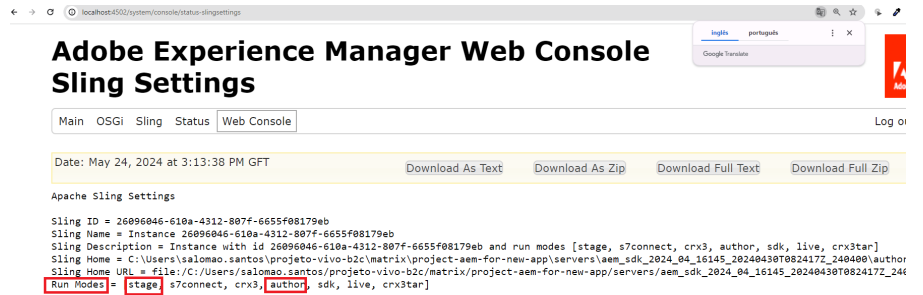 localhost:4502/system/console/status-slingsettings
inglês português
Google Translate
Adobe Experience Manager Web Console
Sling Settings
Main OSGi Sling Status Web Console
Log ou
Date: May 24, 2024 at 3:13:38 PM GFT
Download As Text Download As Zip Download Full Text Download Full Zip
Apache Sling Settings
Sling ID = 26096046-610a-4312-807f-6655f08179eb
Sling Name = Instance 26096046-610a-4312-807f-6655f08179eb
Sling Description = Instance with id 26096046-610a-4312-807f-6655f08179eb and run modes [stage, s7connect, crx3, author, sdk, live, crx3tar]
Sling Home = C:\Users\salomao.santos\projeto-vivo-b2c\matrix\project-aem-for-new-app\servers\aem_sdk_2024_04_16145_20240430T082417Z_240400\author
Sling Home URL = file:/C:/Users/salomao.santos/projeto-vivo-b2c/matrix/project-aem-for-new-app/servers/aem_sdk_2024_04_16145_20240430T082417Z_240
Run Modes = [stage, s7connect, crx3, author, sdk, live, crx3tar]